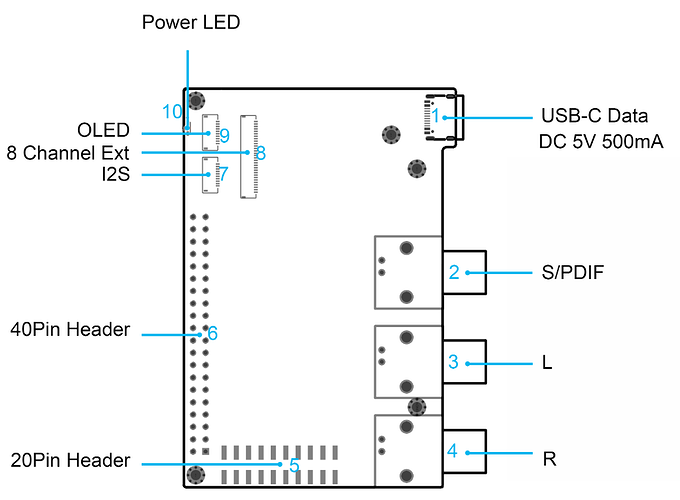 Power LED
10
OLED
9
1
USB-C Data
DC 5V 500mA
8 Channel Ext
8
I2S
7
2
S/PDIF
40Pin Header
6
3
L
20Pin Header
5
4
R